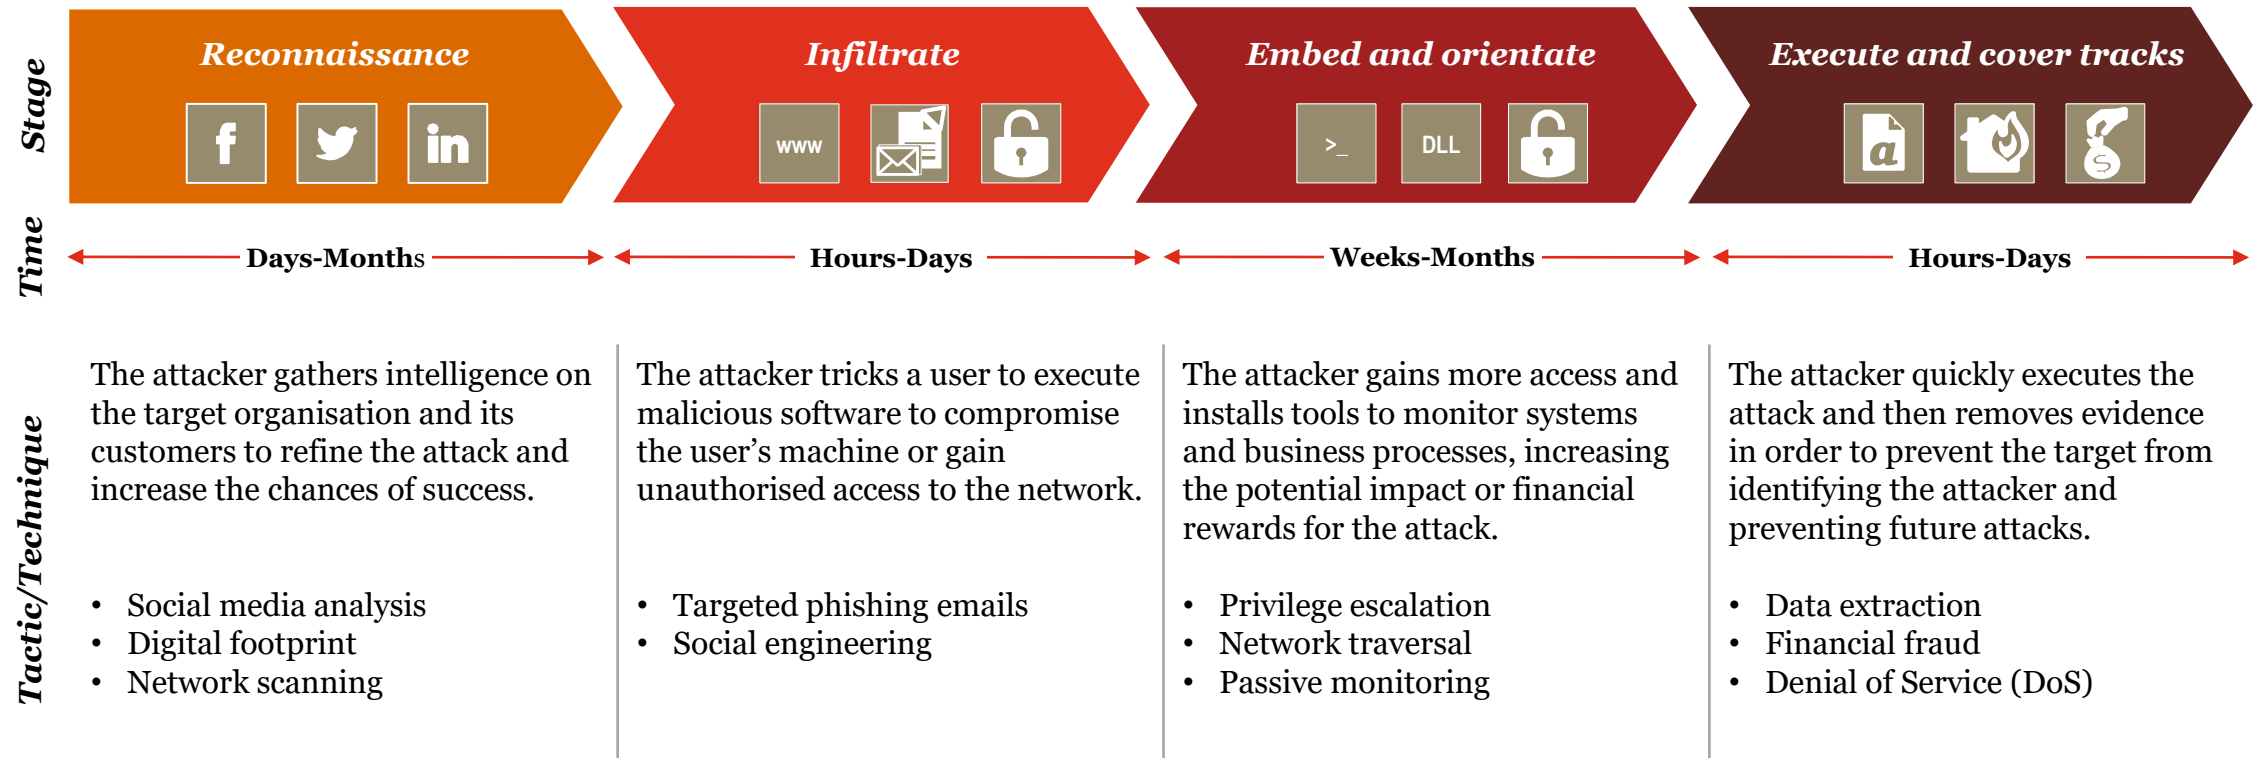 Stage
Reconnaissance
f
in
Infiltrate
www
Embed and orientate
>_
DLL
Execute and cover tracks
a
$
Time
Days-Months
Hours-Days
Weeks-Months
Hours-Days
Tactic/Technique
The attacker gathers intelligence on
the target organisation and its
customers to refine the attack and
increase the chances of success.
• Social media analysis
• Digital footprint
• Network scanning
The attacker tricks a user to execute
malicious software to compromise
the user’s machine or gain
unauthorised access to the network.
• Targeted phishing emails
• Social engineering
The attacker gains more access and
installs tools to monitor systems
and business processes, increasing
the potential impact or financial
rewards for the attack.
• Privilege escalation
• Network traversal
• Passive monitoring
The attacker quickly executes the
attack and then removes evidence
in order to prevent the target from
identifying the attacker and
preventing future attacks.
• Data extraction
• Financial fraud
• Denial of Service (DoS)